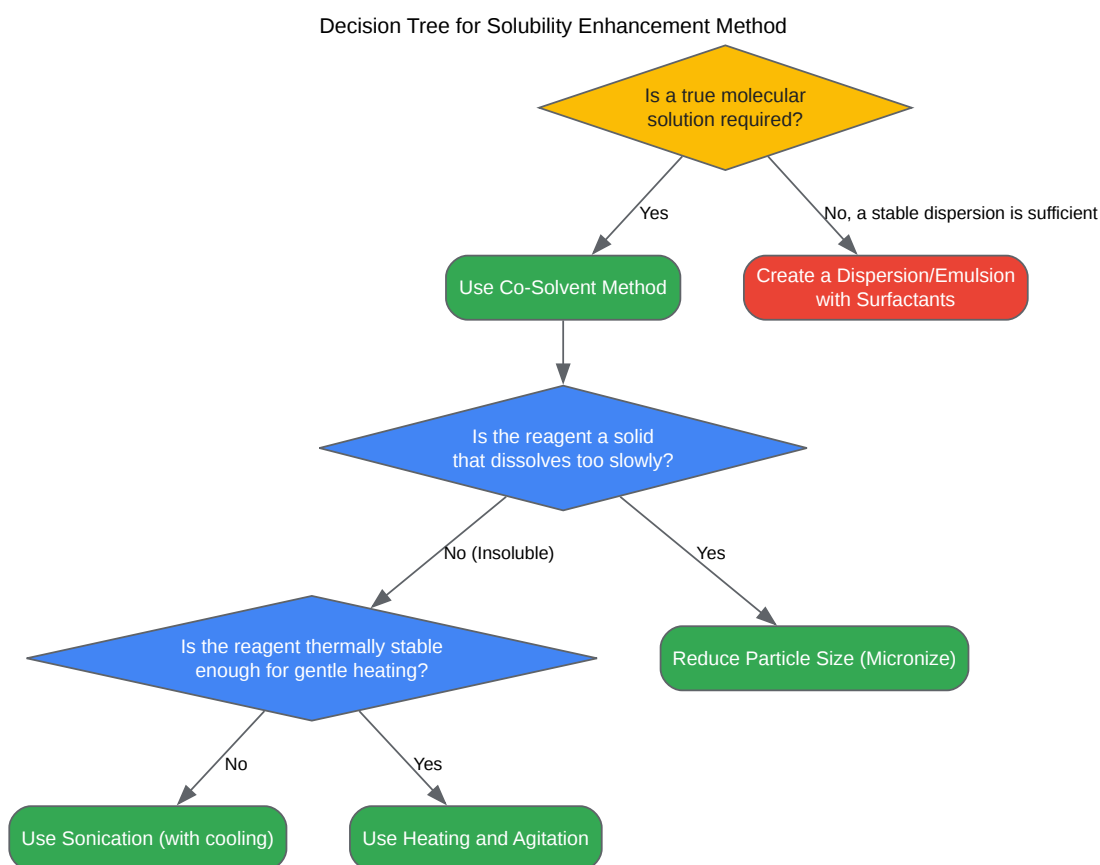 Decision Tree for Solubility Enhancement Method
Is a true molecular
solution required?
Yes
No, a stable dispersion is sufficient
Use Co-Solvent Method
Create a Dispersion/Emulsion
with Surfactants
Is the reagent a solid
that dissolves too slowly?
No (Insoluble)
Yes
Is the reagent thermally stable
enough for gentle heating?
Reduce Particle Size (Micronize)
No
Yes
Use Sonication (with cooling)
Use Heating and Agitation